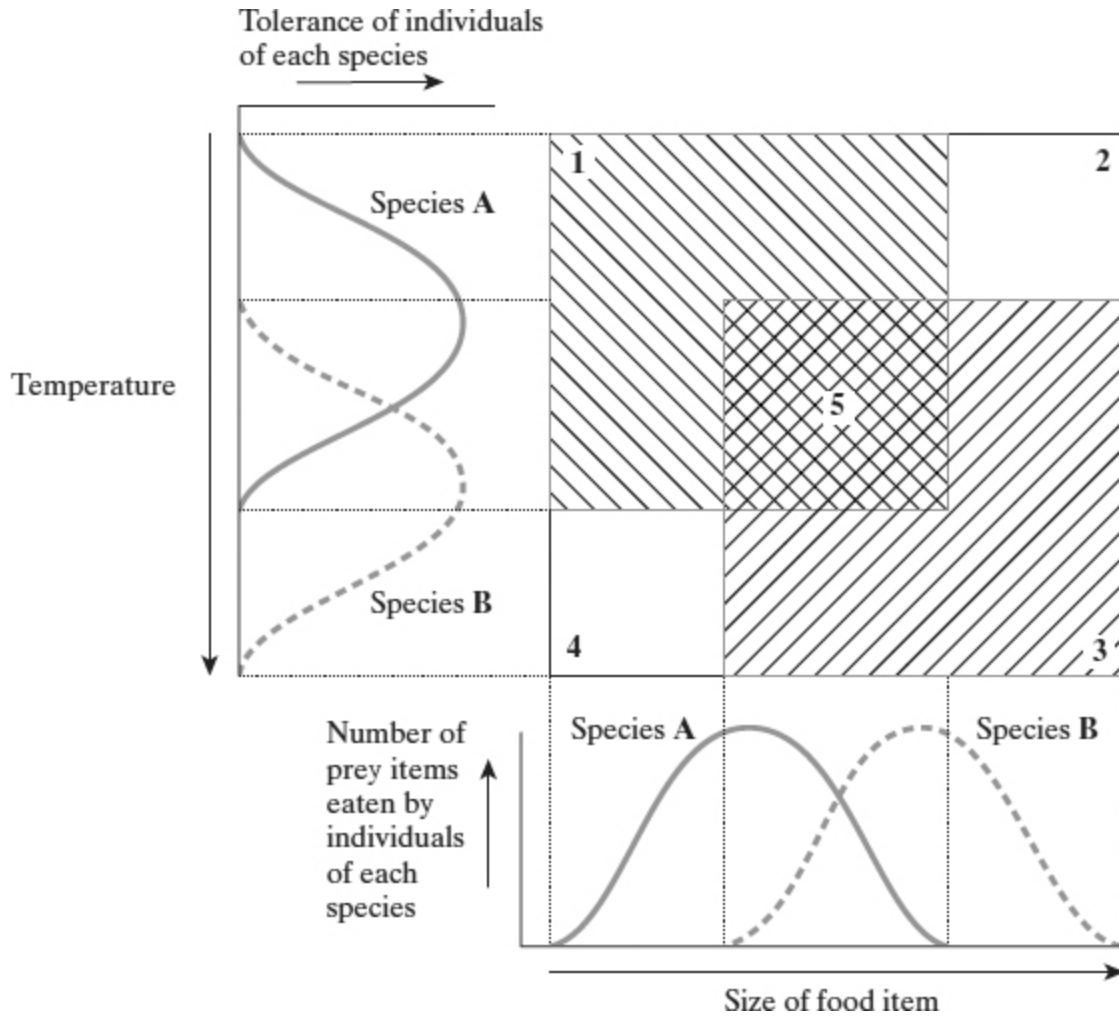 Tolerance of individuals
of each species
1
2
Species A
5
Temperature
Species B
4
3
Number of
prey items
eaten by
individuals
of each
species
Species A
Species B
Size of food item